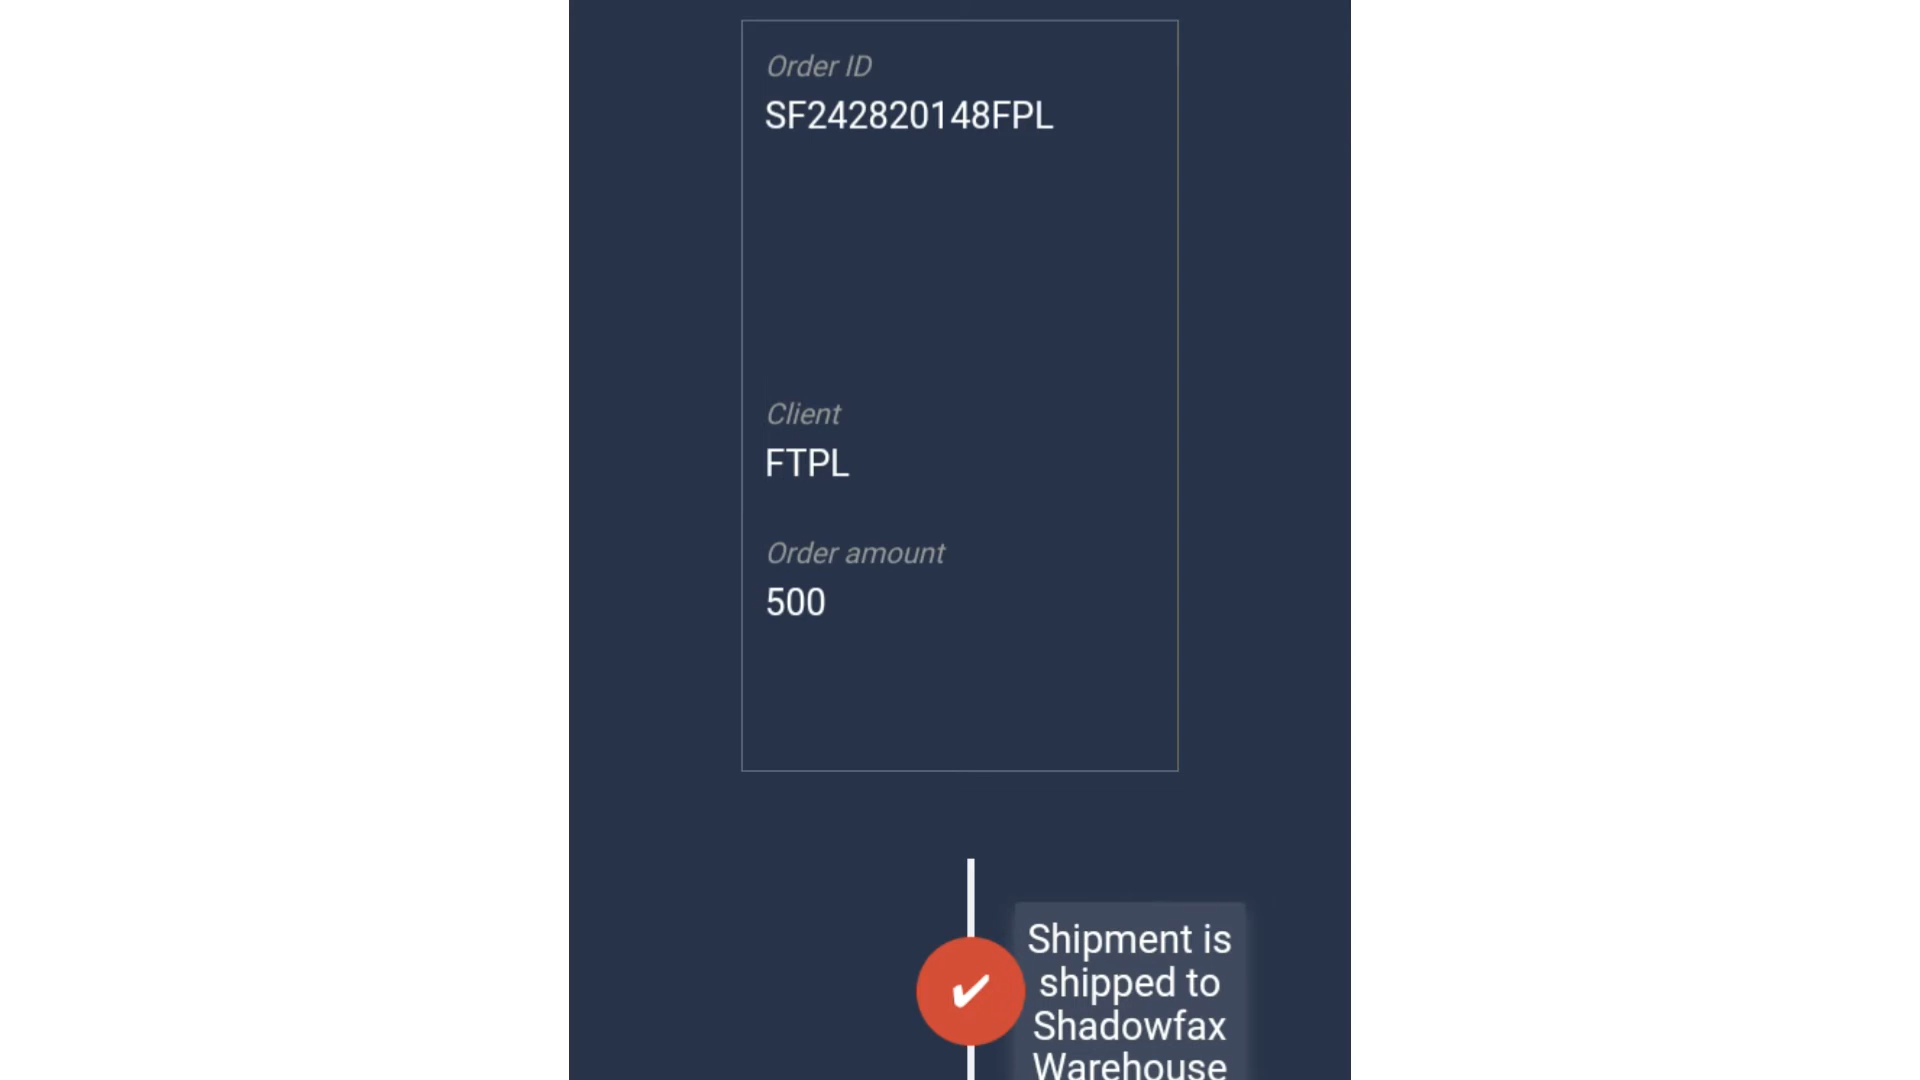 Order ID
SF242820148FPL
Client
FTPL
Order amount
500
Shipment is
shipped to
Shadowfax
Warehouse